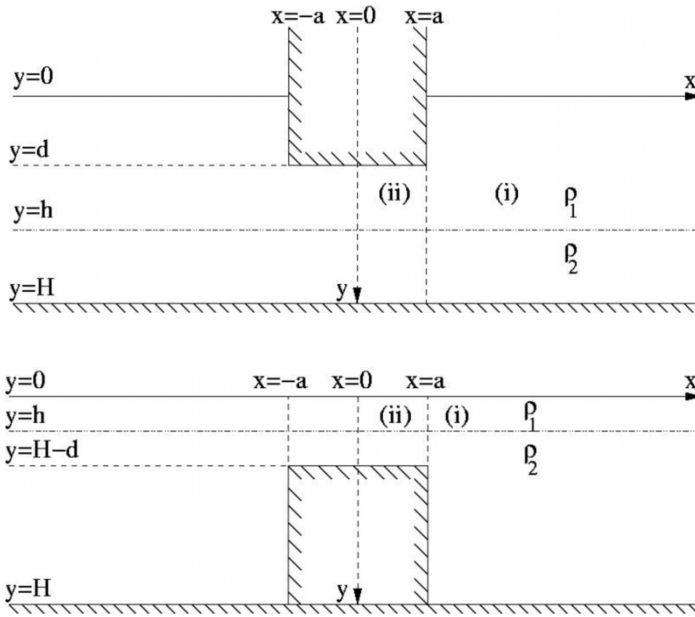 x=-a x=0 x=a
y=0 x
y=d
(ii) (i) ρ1
y=h
ρ2
y=H y
y=0 x=-a x=0 x=a x
y=h (ii) (i) ρ1
y=H-d ρ2
y=H y